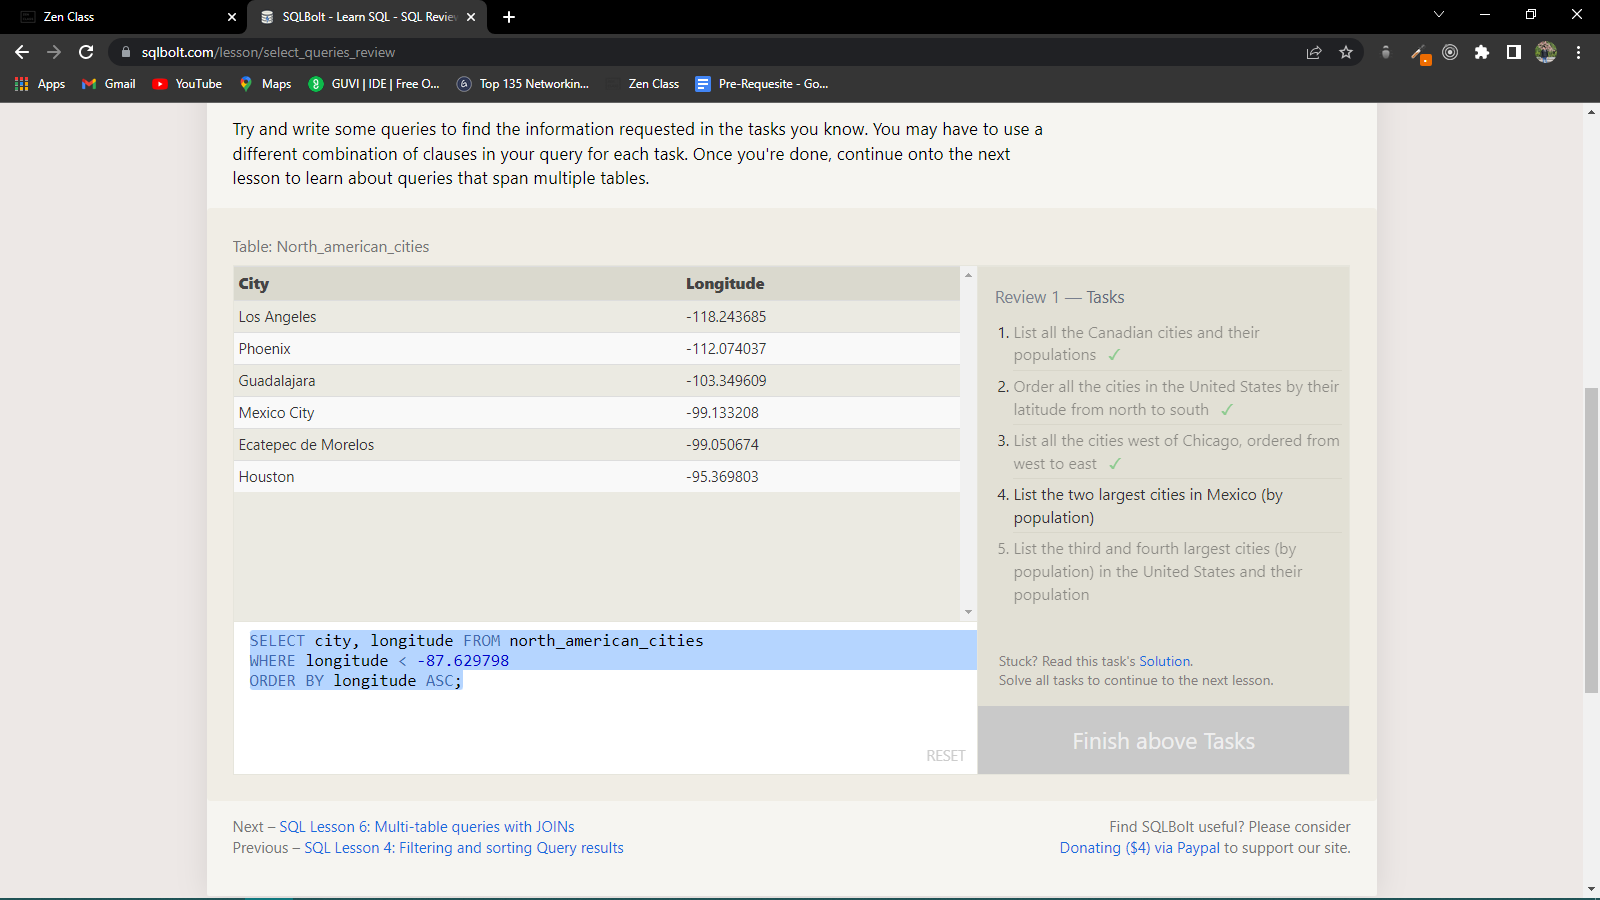 Zen Class
SQLBolt - Learn SQL - SQL Review
sqlbolt.com/lesson/select_queries_review
Apps
Gmail
YouTube
Maps
GUVI | IDE | Free O...
Top 135 Networkin...
Zen Class
Pre-Requesite - Go...
Try and write some queries to find the information requested in the tasks you know. You may have to use a
different combination of clauses in your query for each task. Once you're done, continue onto the next
lesson to learn about queries that span multiple tables.
Table: North_american_cities
City Longitude
Los Angeles -118.243685
Phoenix -112.074037
Guadalajara -103.349609
Mexico City -99.133208
Ecatepec de Morelos -99.050674
Houston -95.369803
SELECT city, longitude FROM north_american_cities
WHERE longitude < -87.629798
ORDER BY longitude ASC;
RESET
Review 1 — Tasks
1. List all the Canadian cities and their
populations ✓
2. Order all the cities in the United States by their
latitude from north to south ✓
3. List all the cities west of Chicago, ordered from
west to east ✓
4. List the two largest cities in Mexico (by
population)
5. List the third and fourth largest cities (by
population) in the United States and their
population
Stuck? Read this task's Solution.
Solve all tasks to continue to the next lesson.
Finish above Tasks
Next – SQL Lesson 6: Multi-table queries with JOINs
Previous – SQL Lesson 4: Filtering and sorting Query results
Find SQLBolt useful? Please consider
Donating ($4) via Paypal to support our site.